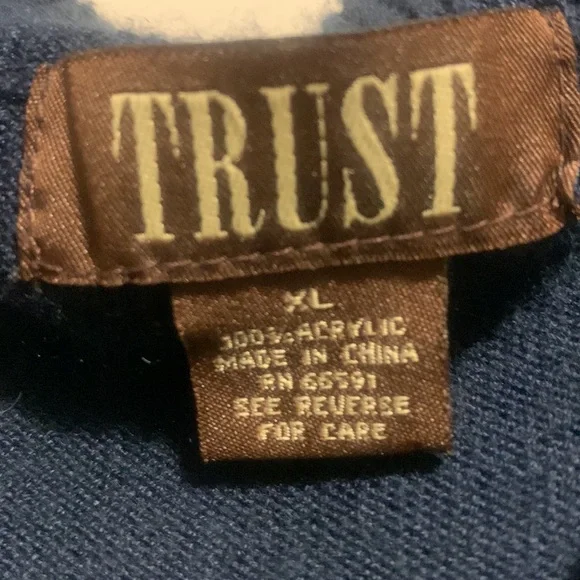 TRUST
XL
100% ACRYLIC
MADE IN CHINA
RN 66591
SEE REVERSE
FOR CARE